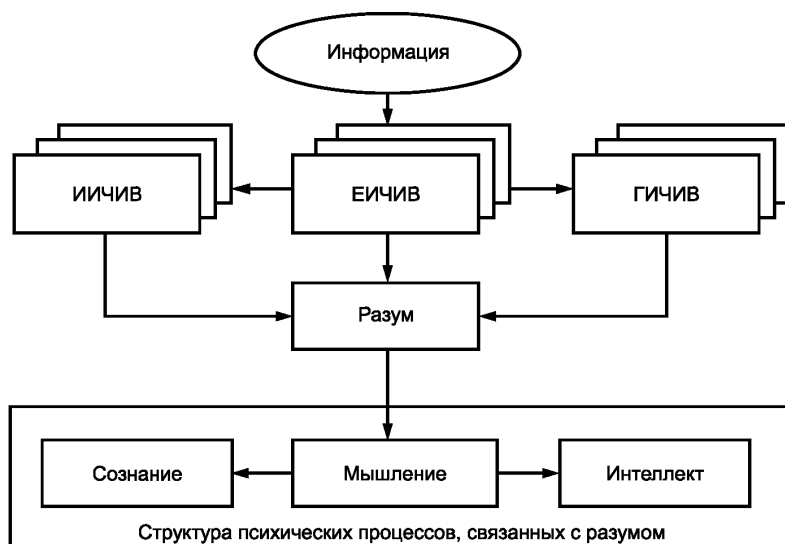 Информация
ИИЧИВ
ЕИЧИВ
ГИЧИВ
Разум
Сознание
Мышление
Интеллект
Структура психических процессов, связанных с разумом